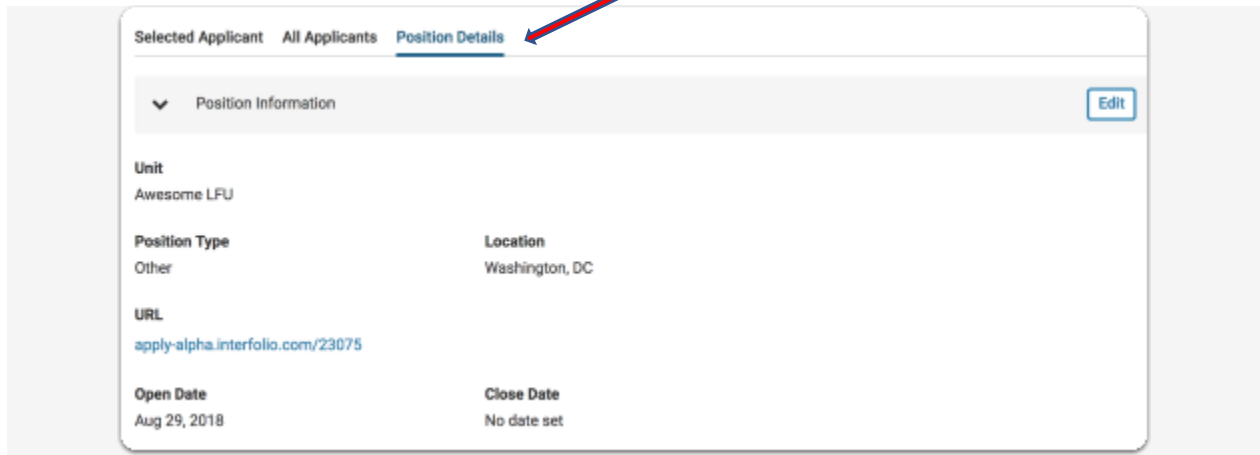 Selected Applicant All Applicants Position Details
Position Information Edit
Unit
Awesome LFU
Position Type Location
Other Washington, DC
URL
apply-alpha.interfolio.com/23075
Open Date Close Date
Aug 29, 2018 No date set